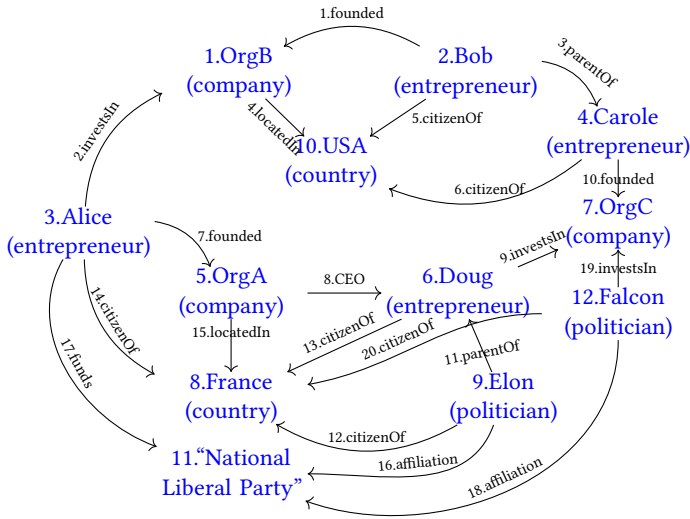 1.founded
1.OrgB
(company)
2.Bob
(entrepreneur)
3.parentOf
2.investsIn
4.locatedIn
5.citizenOf
4.Carole
(entrepreneur)
10.USA
(country)
6.citizenOf
10.founded
3.Alice
(entrepreneur)
7.founded
7.OrgC
(company)
9.investsIn
19.investsIn
5.OrgA
(company)
8.CEO
6.Doug
(entrepreneur)
12.Falcon
(politician)
14.citizenOf
15.locatedIn
13.citizenOf
20.citizenOf
11.parentOf
17.funds
8.France
(country)
9.Elon
(politician)
12.citizenOf
11.“National
Liberal Party”
16.affiliation
18.affiliation